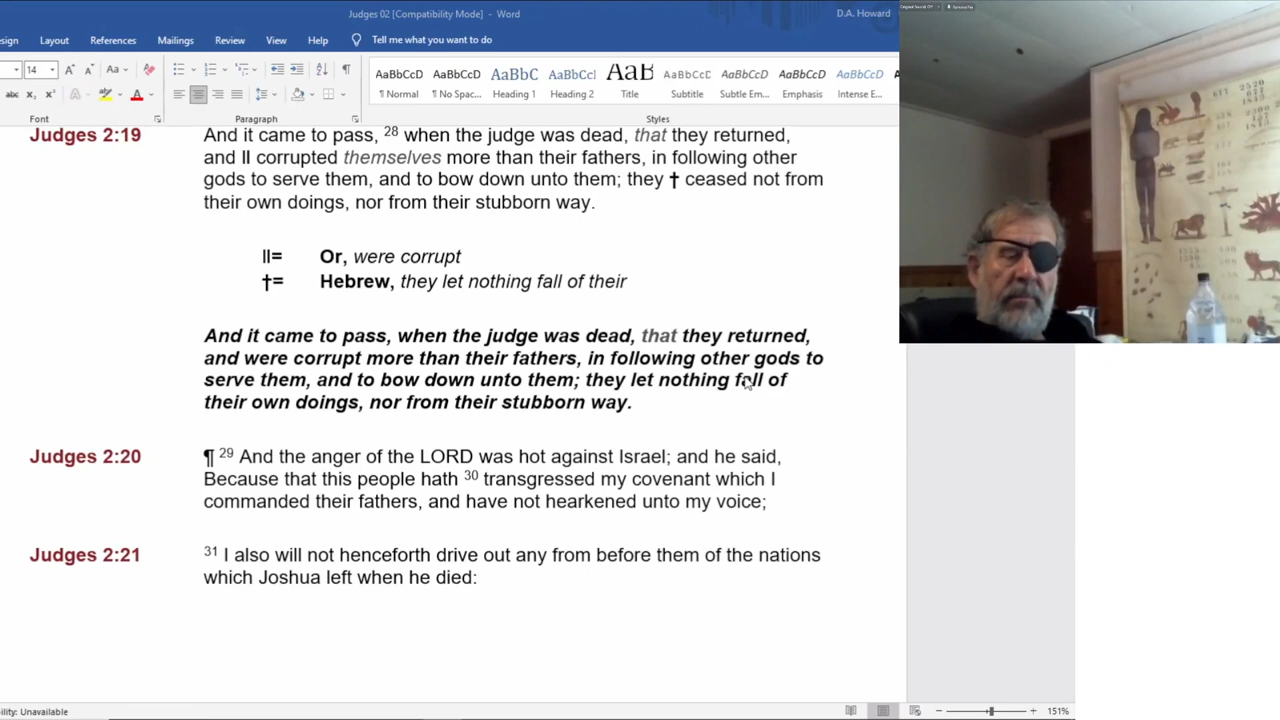 Judges 02 [Compatibility Mode] - Word D.A. Howard
sign Layout References Mailings Review View Help Tell me what you want to do
14 Aa
abc x₂ x² A
AaBbCcD AaBbCcD AaBbC AaBbCcI AaB AaBbCcD AaBbCcD AaBbCcD AaBbCcD
¶ Normal ¶ No Spac... Heading 1 Heading 2 Title Subtitle Subtle Em... Emphasis Intense E...
Font Paragraph Styles
Judges 2:19 And it came to pass, 28 when the judge was dead, that they returned,
and II corrupted themselves more than their fathers, in following other
gods to serve them, and to bow down unto them; they † ceased not from
their own doings, nor from their stubborn way.
II= Or, were corrupt
†= Hebrew, they let nothing fall of their
And it came to pass, when the judge was dead, that they returned,
and were corrupt more than their fathers, in following other gods to
serve them, and to bow down unto them; they let nothing fall of
their own doings, nor from their stubborn way.
Judges 2:20 ¶ 29 And the anger of the LORD was hot against Israel; and he said,
Because that this people hath 30 transgressed my covenant which I
commanded their fathers, and have not hearkened unto my voice;
Judges 2:21 31 I also will not henceforth drive out any from before them of the nations
which Joshua left when he died:
bility: Unavailable 151%